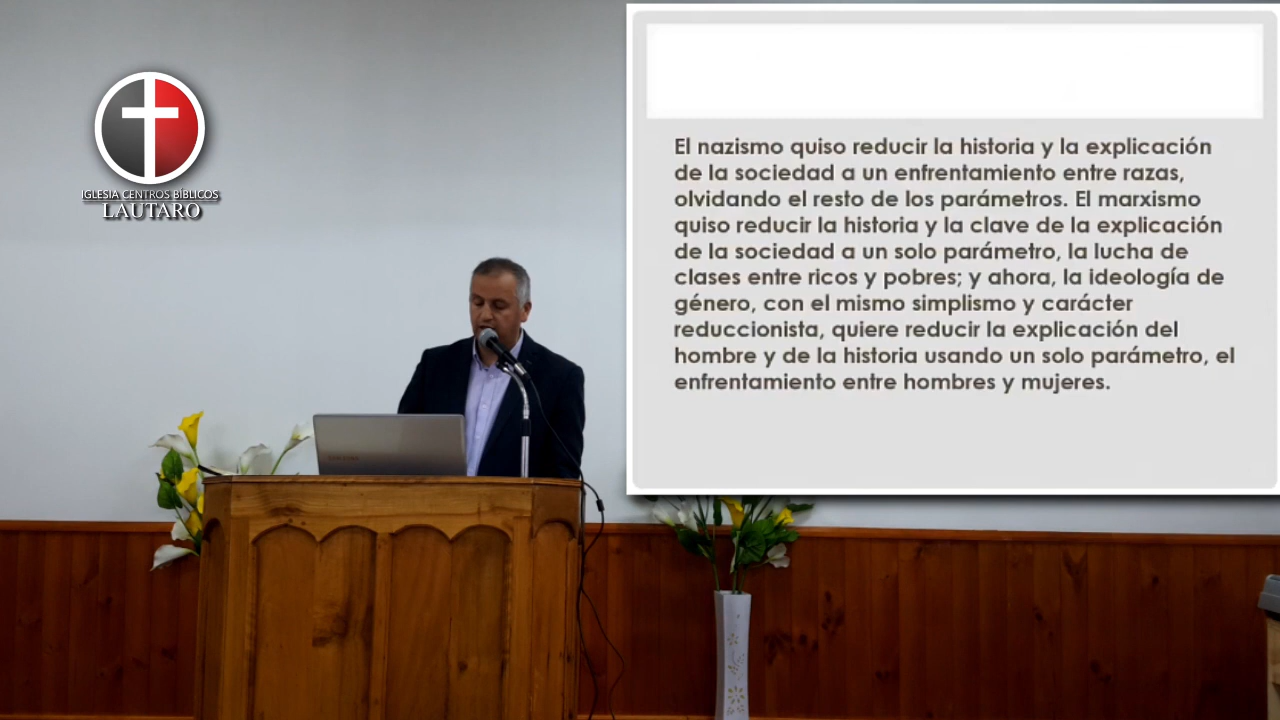 IGLESIA CENTROS BÍBLICOS
LAUTARO
El nazismo quiso reducir la historia y la explicación
de la sociedad a un enfrentamiento entre razas,
olvidando el resto de los parámetros. El marxismo
quiso reducir la historia y la clave de la explicación
de la sociedad a un solo parámetro, la lucha de
clases entre ricos y pobres; y ahora, la ideología de
género, con el mismo simplismo y carácter
reduccionista, quiere reducir la explicación del
hombre y de la historia usando un solo parámetro, el
enfrentamiento entre hombres y mujeres.